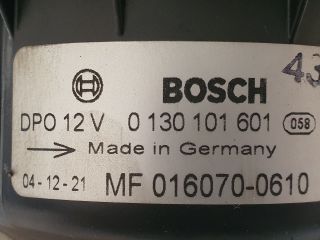 43
BOSCH
DPO 12 V 0 130 101 601 058
Made in Germany
04-12-21 MF 016070-0610